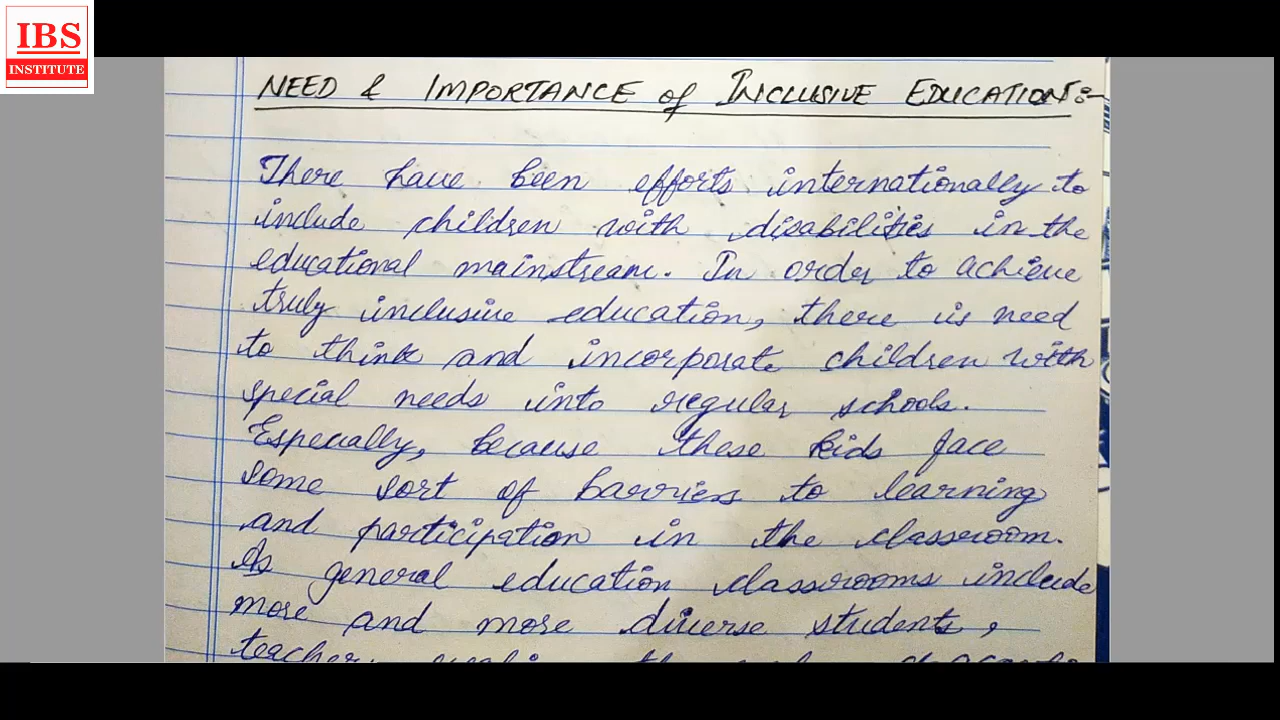 IBS
INSTITUTE
NEED & IMPORTANCE of INCLUSIVE EDUCATION:-
There have been efforts internationally to
include children with disabilities in the
educational mainstream. In order to achieve
truly inclusive education, there is need
to think and incorporate children with
special needs into regular schools.
Especially, because these kids face
some sort of barriers to learning
and participation in the classroom.
As general education classrooms include
more and more diverse students,